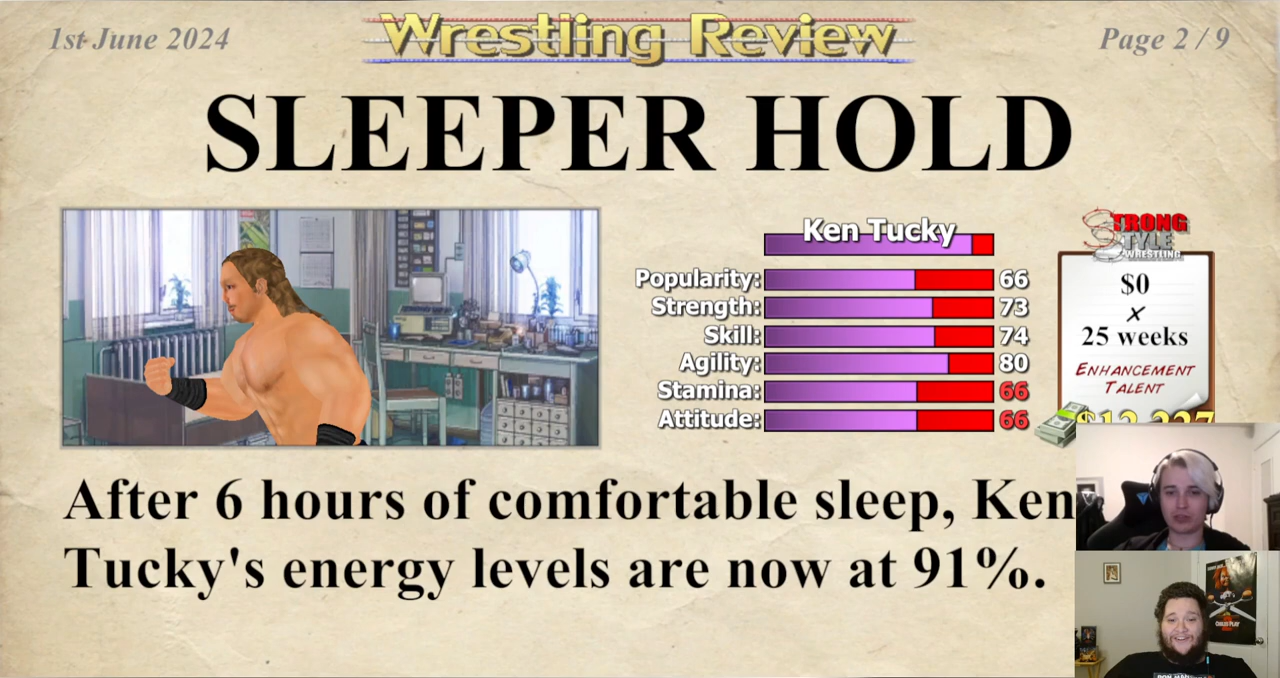 1st June 2024
Wrestling Review
Page 2 / 9
SLEEPER HOLD
Ken Tucky
Popularity: 66
Strength: 73
Skill: 74
Agility: 80
Stamina: 66
Attitude: 66
STRONG
STYLE
WRESTLING
$0
x
25 weeks
ENHANCEMENT
TALENT
After 6 hours of comfortable sleep, Ken
Tucky's energy levels are now at 91%.
CHILD'S PLAY